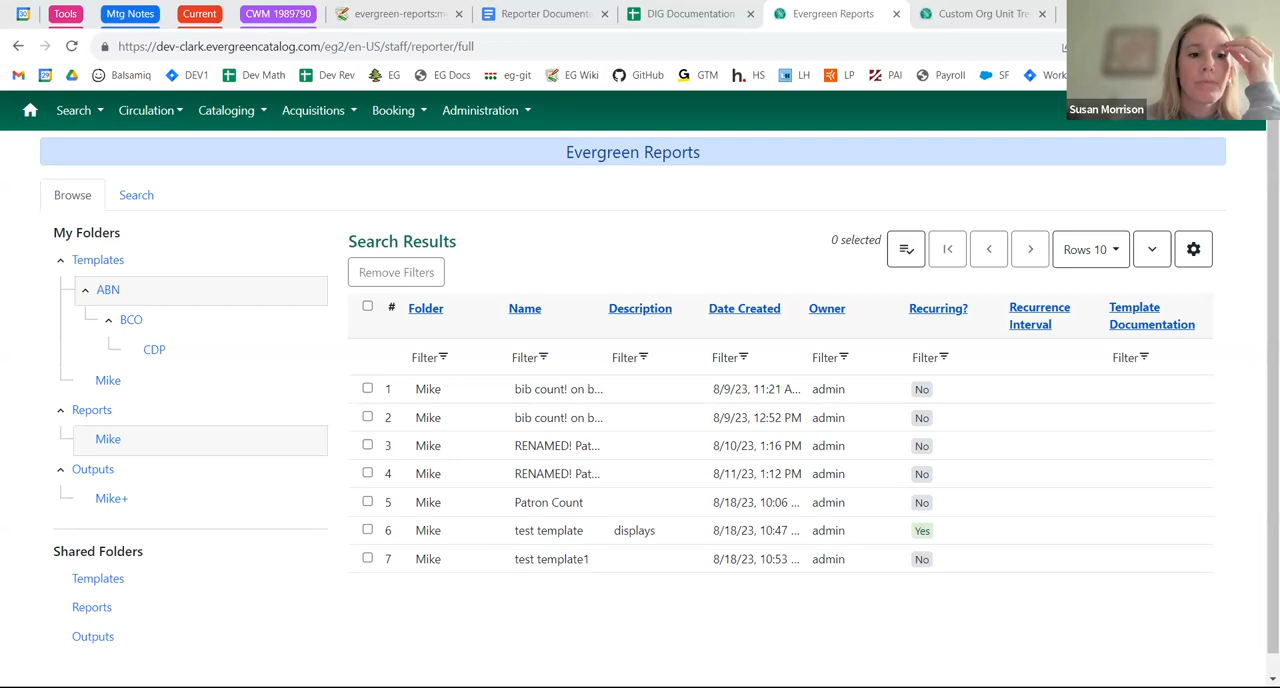 30 Tools Mtg Notes Current CWM 1989790 evergreen-reports:m Reporter Documenta DIG Documentation Evergreen Reports Custom Org Unit Tre
https://dev-clark.evergreencatalog.com/eg2/en-US/staff/reporter/full
Balsamiq DEV1 Dev Math Dev Rev EG EG Docs eg-git EG Wiki GitHub GTM HS LH LP PAI Payroll SF Work
Susan Morrison
Search Circulation Cataloging Acquisitions Booking Administration
Evergreen Reports
Browse Search
My Folders
Templates
ABN
BCO
CDP
Mike
Reports
Mike
Outputs
Mike+
Shared Folders
Templates
Reports
Outputs
Search Results
0 selected
Rows 10
Remove Filters
# Folder Name Description Date Created Owner Recurring? Recurrence Interval Template Documentation
Filter Filter Filter Filter Filter Filter Filter
1 Mike bib count! on b... 8/9/23, 11:21 A... admin No
2 Mike bib count! on b... 8/9/23, 12:52 PM admin No
3 Mike RENAMED! Pat... 8/10/23, 1:16 PM admin No
4 Mike RENAMED! Pat... 8/11/23, 1:12 PM admin No
5 Mike Patron Count 8/18/23, 10:06 ... admin No
6 Mike test template displays 8/18/23, 10:47 ... admin Yes
7 Mike test template1 8/18/23, 10:53 ... admin No